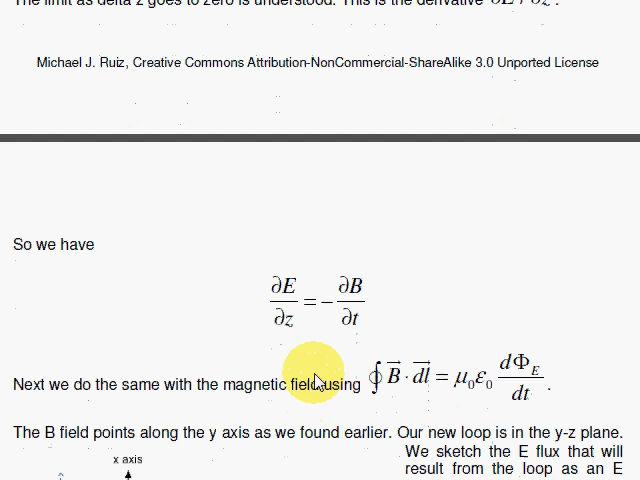 The limit as delta z goes to zero is understood. This is the derivative ∂E / ∂z .
Michael J. Ruiz, Creative Commons Attribution-NonCommercial-ShareAlike 3.0 Unported License
So we have
∂E/∂z = − ∂B/∂t
Next we do the same with the magnetic field using ∮ B⃗ · dl⃗ = μ₀ε₀ dΦ_E/dt .
The B field points along the y axis as we found earlier. Our new loop is in the y-z plane.
We sketch the E flux that will
x axis
result from the loop as an E